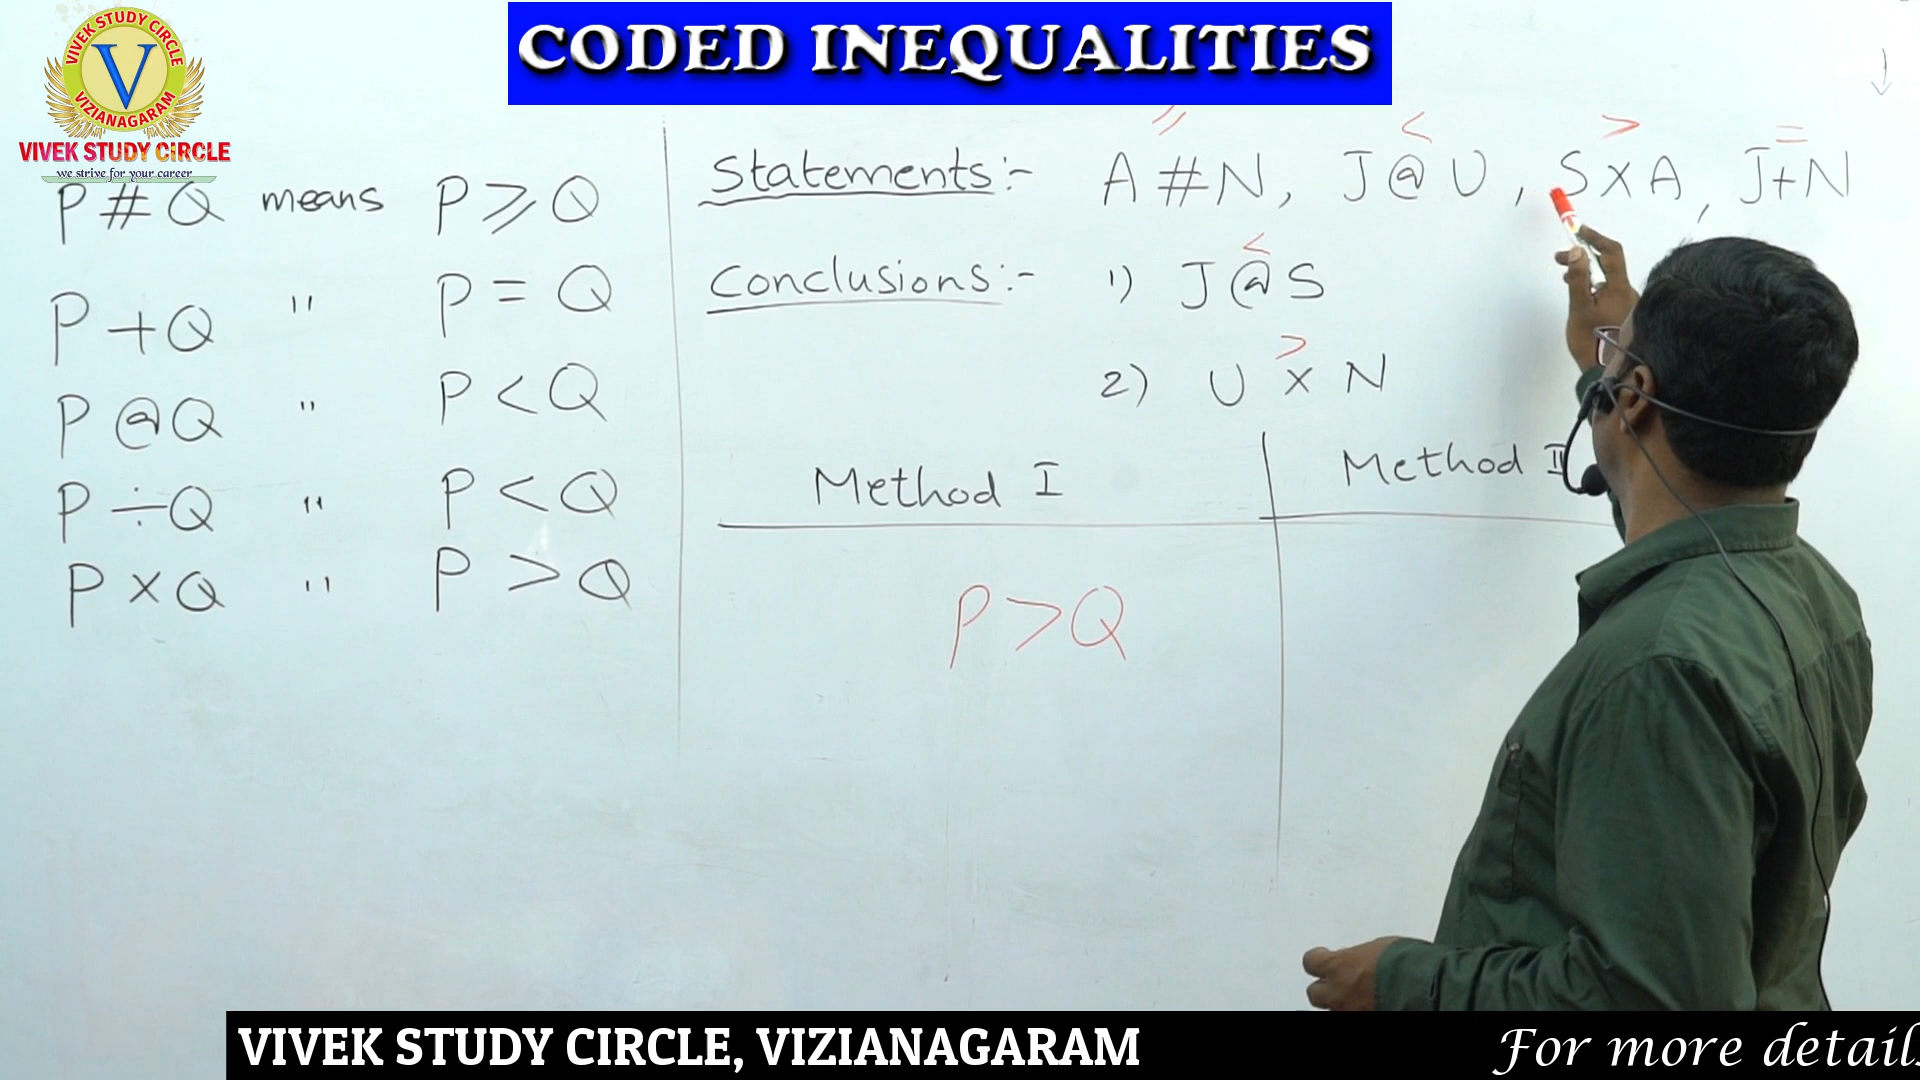 CODED INEQUALITIES
VIVEK STUDY CIRCLE
VIZIANAGARAM
V
VIVEK STUDY CIRCLE
we strive for your career
P # Q means P ⩾ Q
P + Q " P = Q
P @ Q " P < Q
P ÷ Q " P < Q
P × Q " P > Q
⩾ < > =
Statements:- A # N, J @ U, S × A, J + N
<
Conclusions:- 1) J @ S
>
2) U × N
Method I
Method II
P > Q
VIVEK STUDY CIRCLE, VIZIANAGARAM
For more details